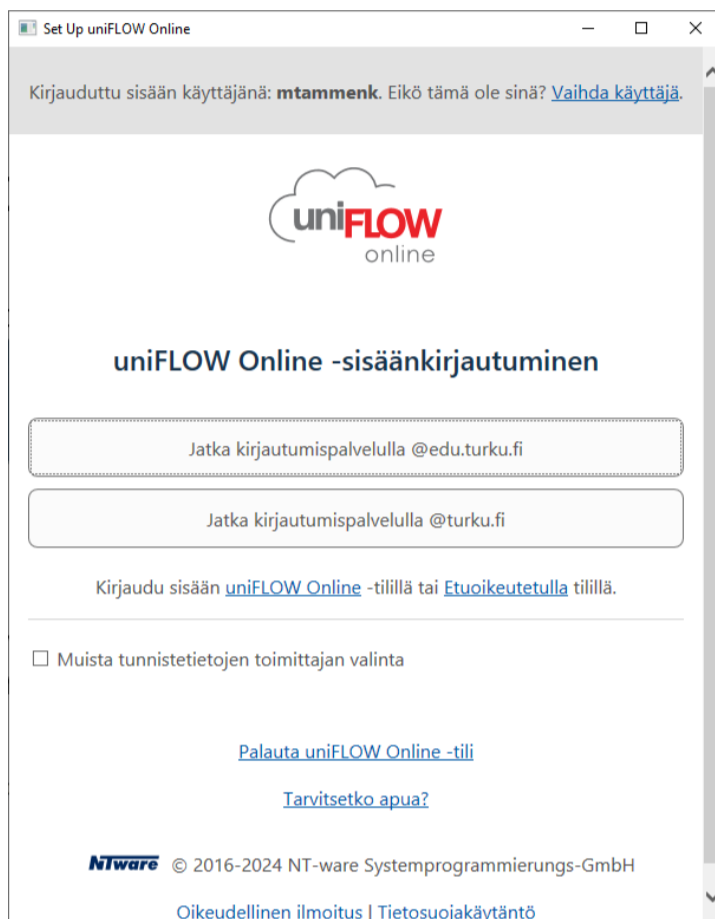 Set Up uniFLOW Online
Kirjauduttu sisään käyttäjänä: mtammenk. Eikö tämä ole sinä? Vaihda käyttäjä.
uniFLOW
online
uniFLOW Online -sisäänkirjautuminen
Jatka kirjautumispalvelulla @edu.turku.fi
Jatka kirjautumispalvelulla @turku.fi
Kirjaudu sisään uniFLOW Online -tilillä tai Etuoikeutetulla tilillä.
Muista tunnistetietojen toimittajan valinta
Palauta uniFLOW Online -tili
Tarvitsetko apua?
NTware © 2016-2024 NT-ware Systemprogrammierungs-GmbH
Oikeudellinen ilmoitus | Tietosuojakäytäntö